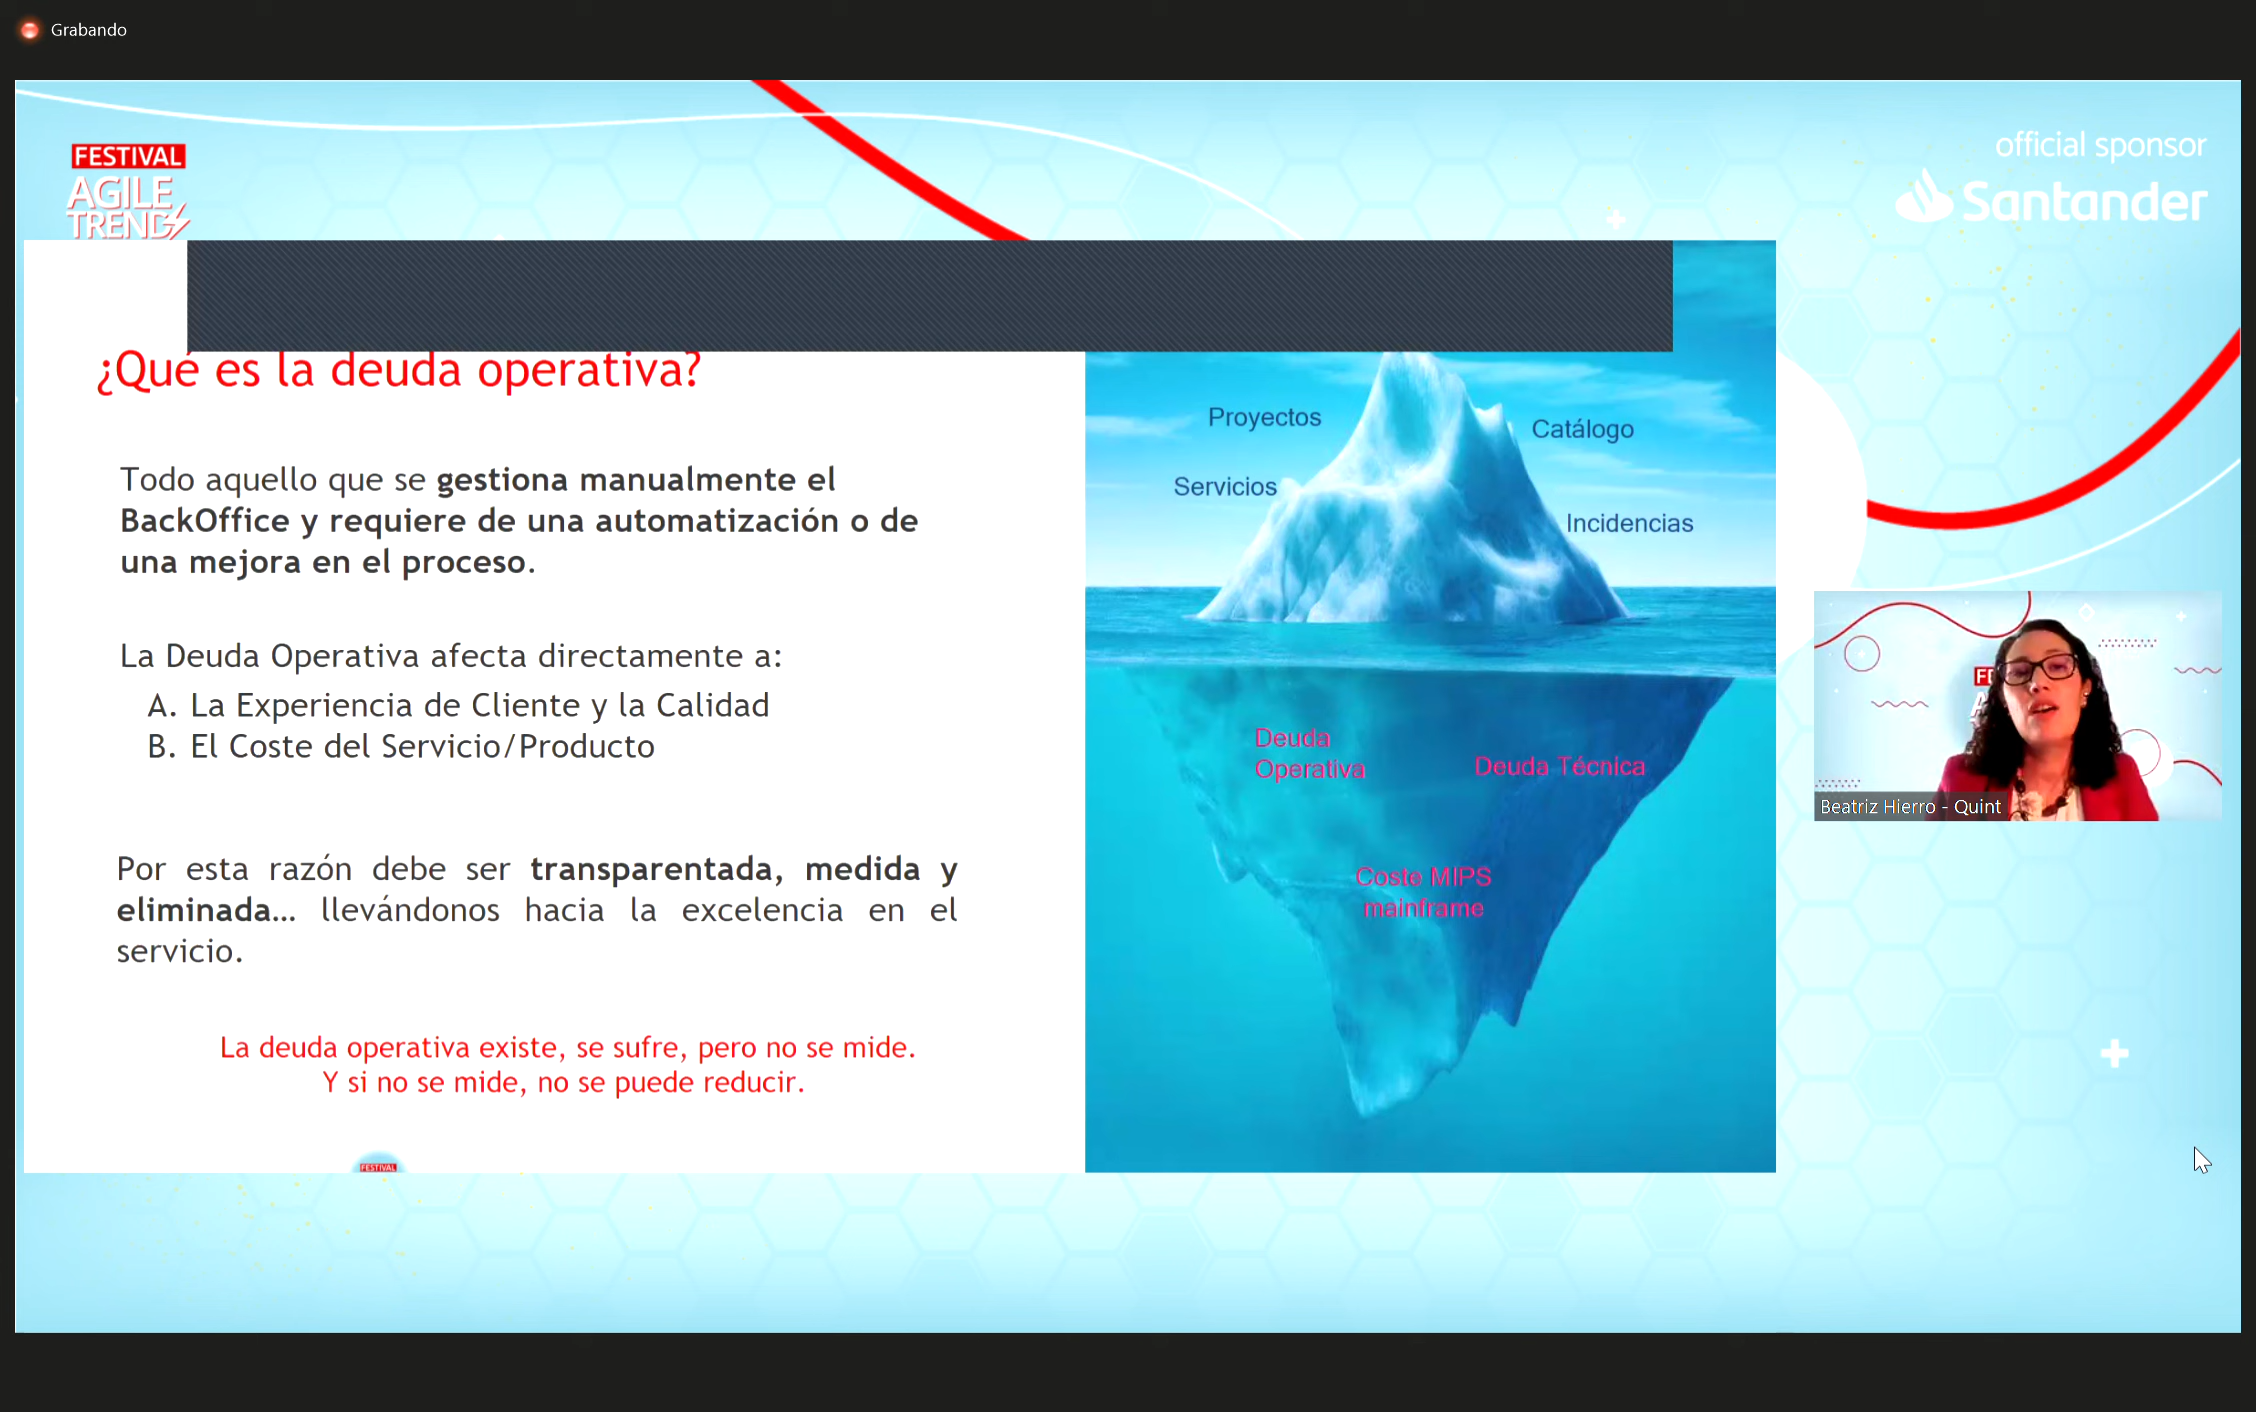 Grabando
FESTIVAL
AGILE
TRENDS
official sponsor
Santander
¿Qué es la deuda operativa?
Todo aquello que se gestiona manualmente el
BackOffice y requiere de una automatización o de
una mejora en el proceso.
La Deuda Operativa afecta directamente a:
A. La Experiencia de Cliente y la Calidad
B. El Coste del Servicio/Producto
Por esta razón debe ser transparentada, medida y
eliminada... llevándonos hacia la excelencia en el
servicio.
La deuda operativa existe, se sufre, pero no se mide.
Y si no se mide, no se puede reducir.
FESTIVAL
Proyectos
Catálogo
Servicios
Incidencias
Deuda
Operativa
Deuda Técnica
Coste MIPS
mainframe
Beatriz Hierro - Quint